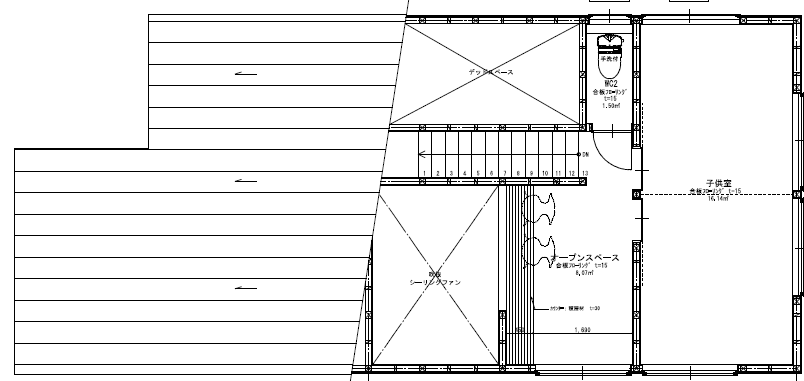 手洗付
デッドスペース
WC2
合板ﾌﾛｰﾘﾝｸﾞ
t=15
1.50㎡
DN
1 2 3 4 5 6 7 8 9 10 11 12 13
子供室
合板ﾌﾛｰﾘﾝｸﾞ t=15
16.14㎡
オープンスペース
合板ﾌﾛｰﾘﾝｸﾞ t=15
8.07㎡
吹抜
シーリングファン
ｶｳﾝﾀｰ：積層材 t=30
1,690